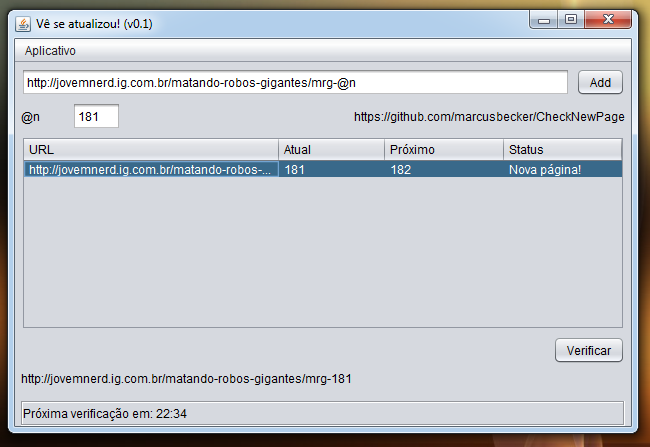 Vê se atualizou! (v0.1)
Aplicativo
http://jovemnerd.ig.com.br/matando-robos-gigantes/mrg-@n Add
@n 181 https://github.com/marcusbecker/CheckNewPage
URL Atual Próximo Status
http://jovemnerd.ig.com.br/matando-robos-... 181 182 Nova página!
Verificar
http://jovemnerd.ig.com.br/matando-robos-gigantes/mrg-181
Próxima verificação em: 22:34